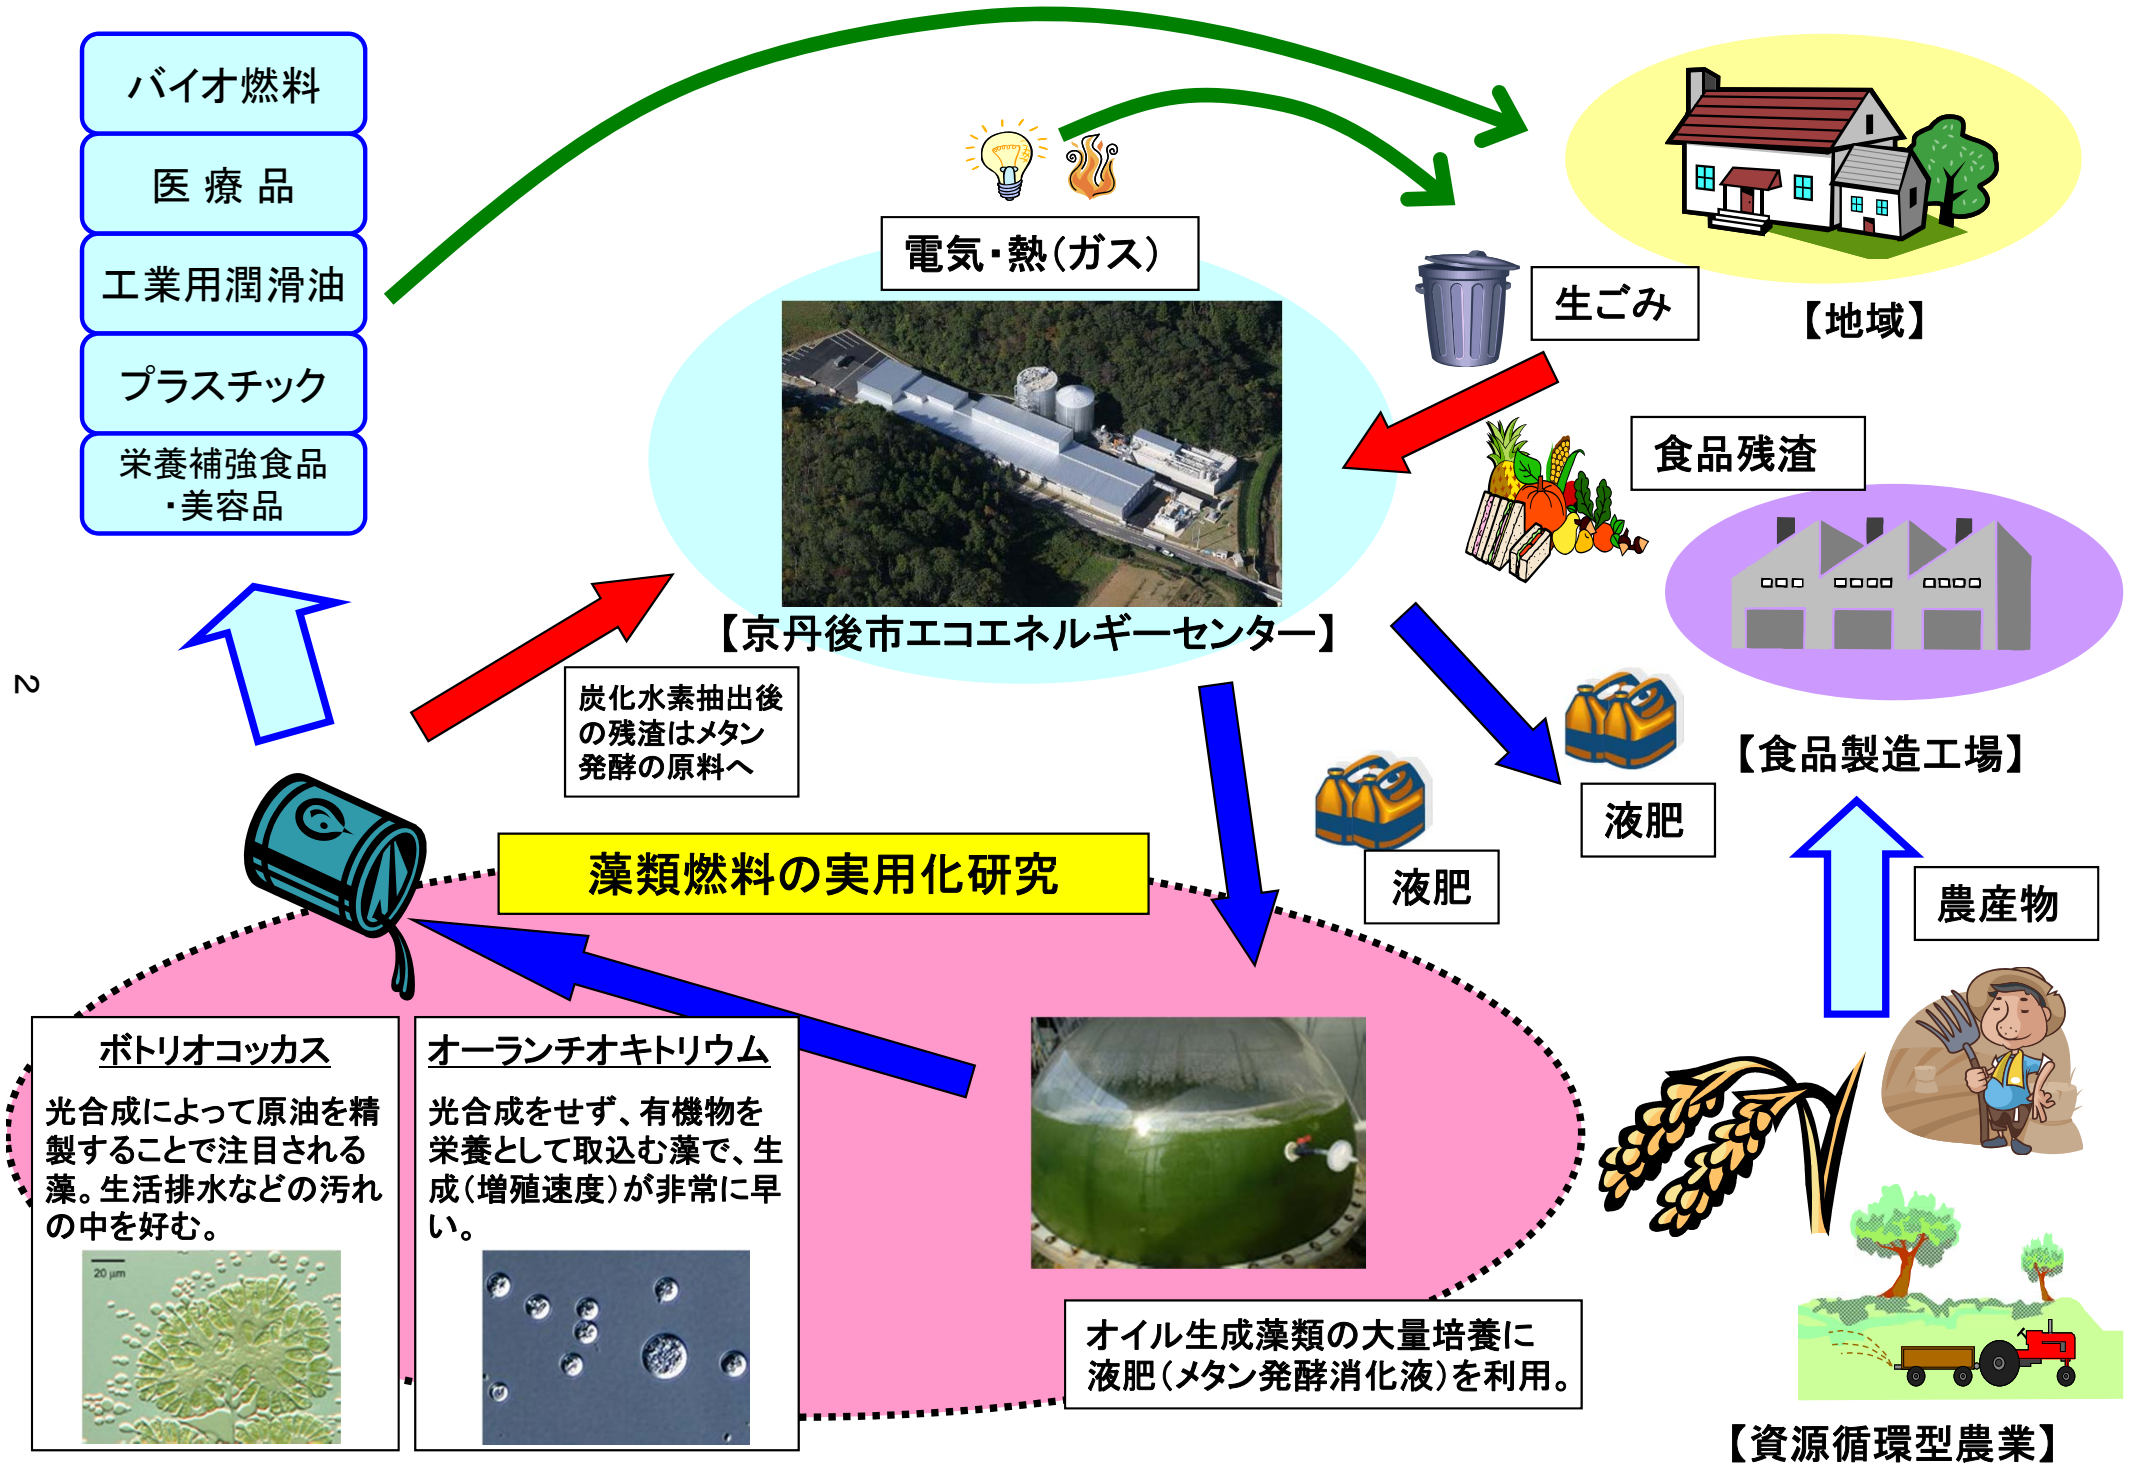 バイオ燃料
医 療 品
工業用潤滑油
プラスチック
栄養補強食品
・美容品
電気・熱（ガス）
生ごみ
【地域】
食品残渣
【京丹後市エコエネルギーセンター】
炭化水素抽出後
の残渣はメタン
発酵の原料へ
【食品製造工場】
液肥
液肥
農産物
藻類燃料の実用化研究
ボトリオコッカス
光合成によって原油を精
製することで注目される
藻。生活排水などの汚れ
の中を好む。
20 μm
オーランチオキトリウム
光合成をせず、有機物を
栄養として取込む藻で、生
成（増殖速度）が非常に早
い。
オイル生成藻類の大量培養に
液肥（メタン発酵消化液）を利用。
【資源循環型農業】
2